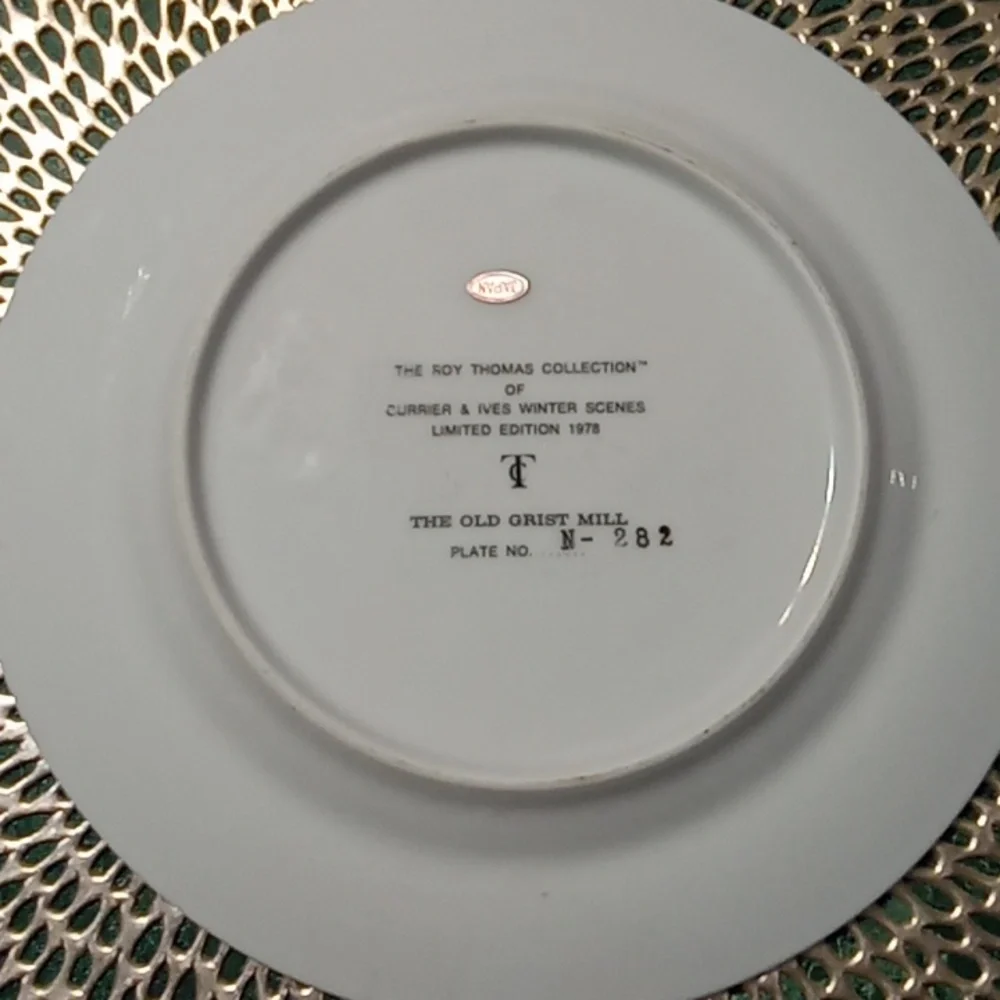 JAPAN
THE ROY THOMAS COLLECTION™
OF
CURRIER & IVES WINTER SCENES
LIMITED EDITION 1978
TC
THE OLD GRIST MILL
PLATE NO. N- 282